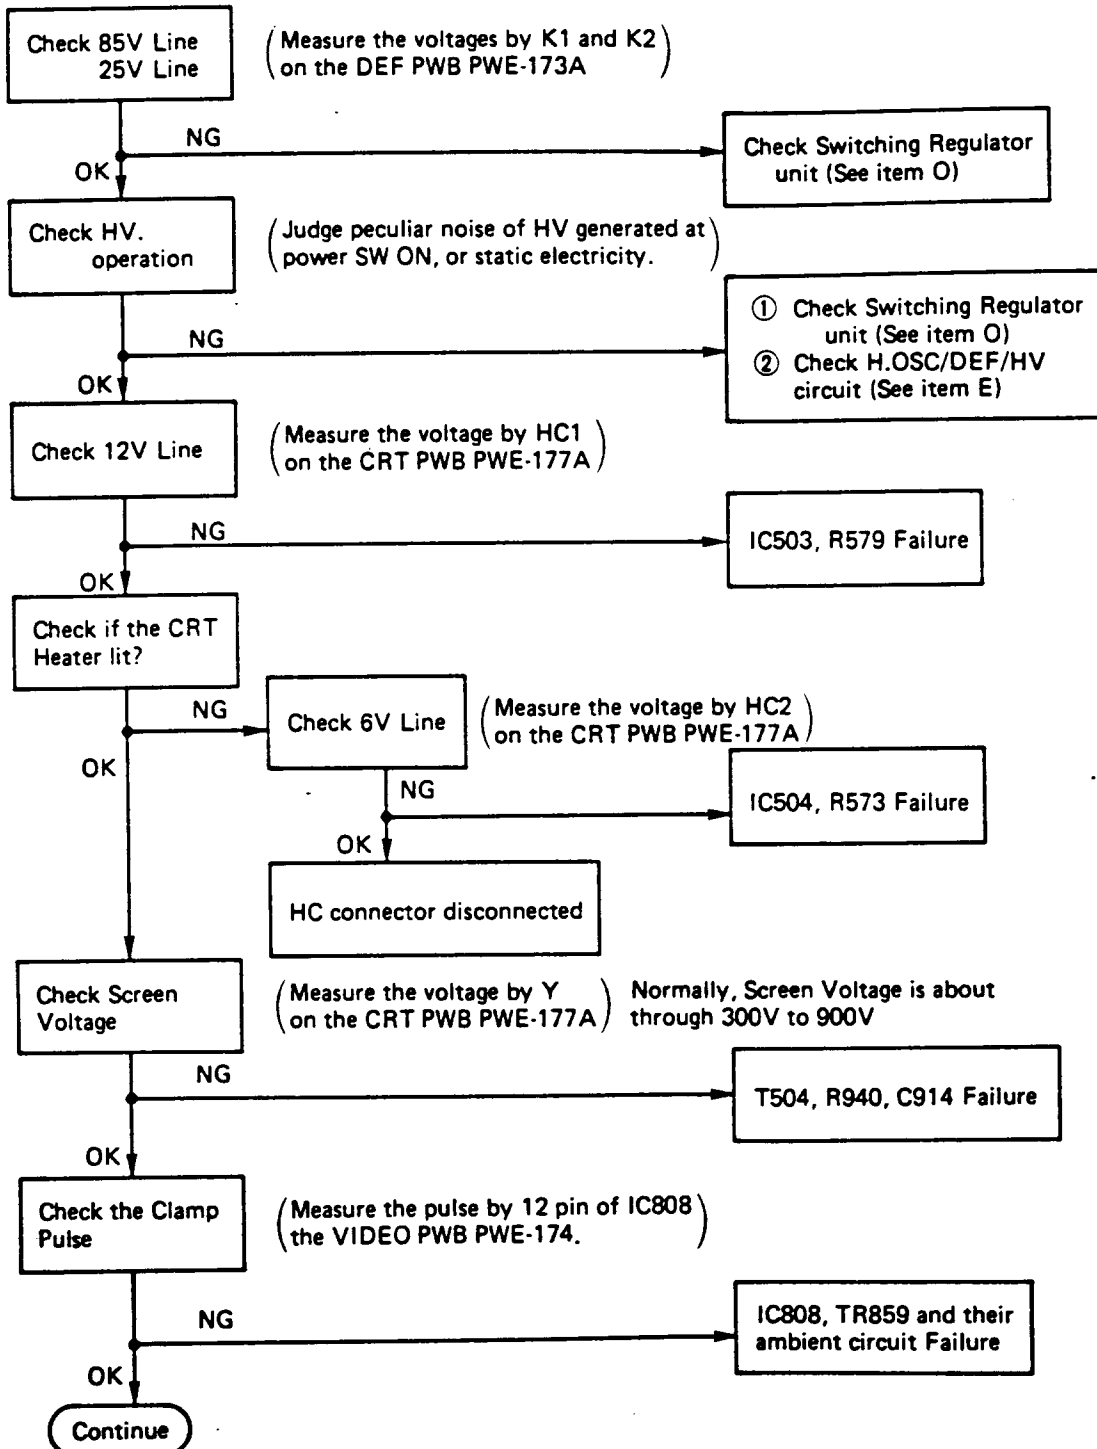 Check 85V Line
25V Line
(Measure the voltages by K1 and K2
on the DEF PWB PWE-173A)
NG
OK
Check Switching Regulator
unit (See item O)
Check HV.
operation
(Judge peculiar noise of HV generated at
power SW ON, or static electricity.)
NG
OK
① Check Switching Regulator
unit (See item O)
② Check H.OSC/DEF/HV
circuit (See item E)
Check 12V Line
(Measure the voltage by HC1
on the CRT PWB PWE-177A)
NG
OK
IC503, R579 Failure
Check if the CRT
Heater lit?
NG
OK
Check 6V Line
(Measure the voltage by HC2
on the CRT PWB PWE-177A)
NG
OK
IC504, R573 Failure
HC connector disconnected
Check Screen
Voltage
(Measure the voltage by Y
on the CRT PWB PWE-177A)
Normally, Screen Voltage is about
through 300V to 900V
NG
OK
T504, R940, C914 Failure
Check the Clamp
Pulse
(Measure the pulse by 12 pin of IC808
the VIDEO PWB PWE-174.)
NG
OK
IC808, TR859 and their
ambient circuit Failure
Continue